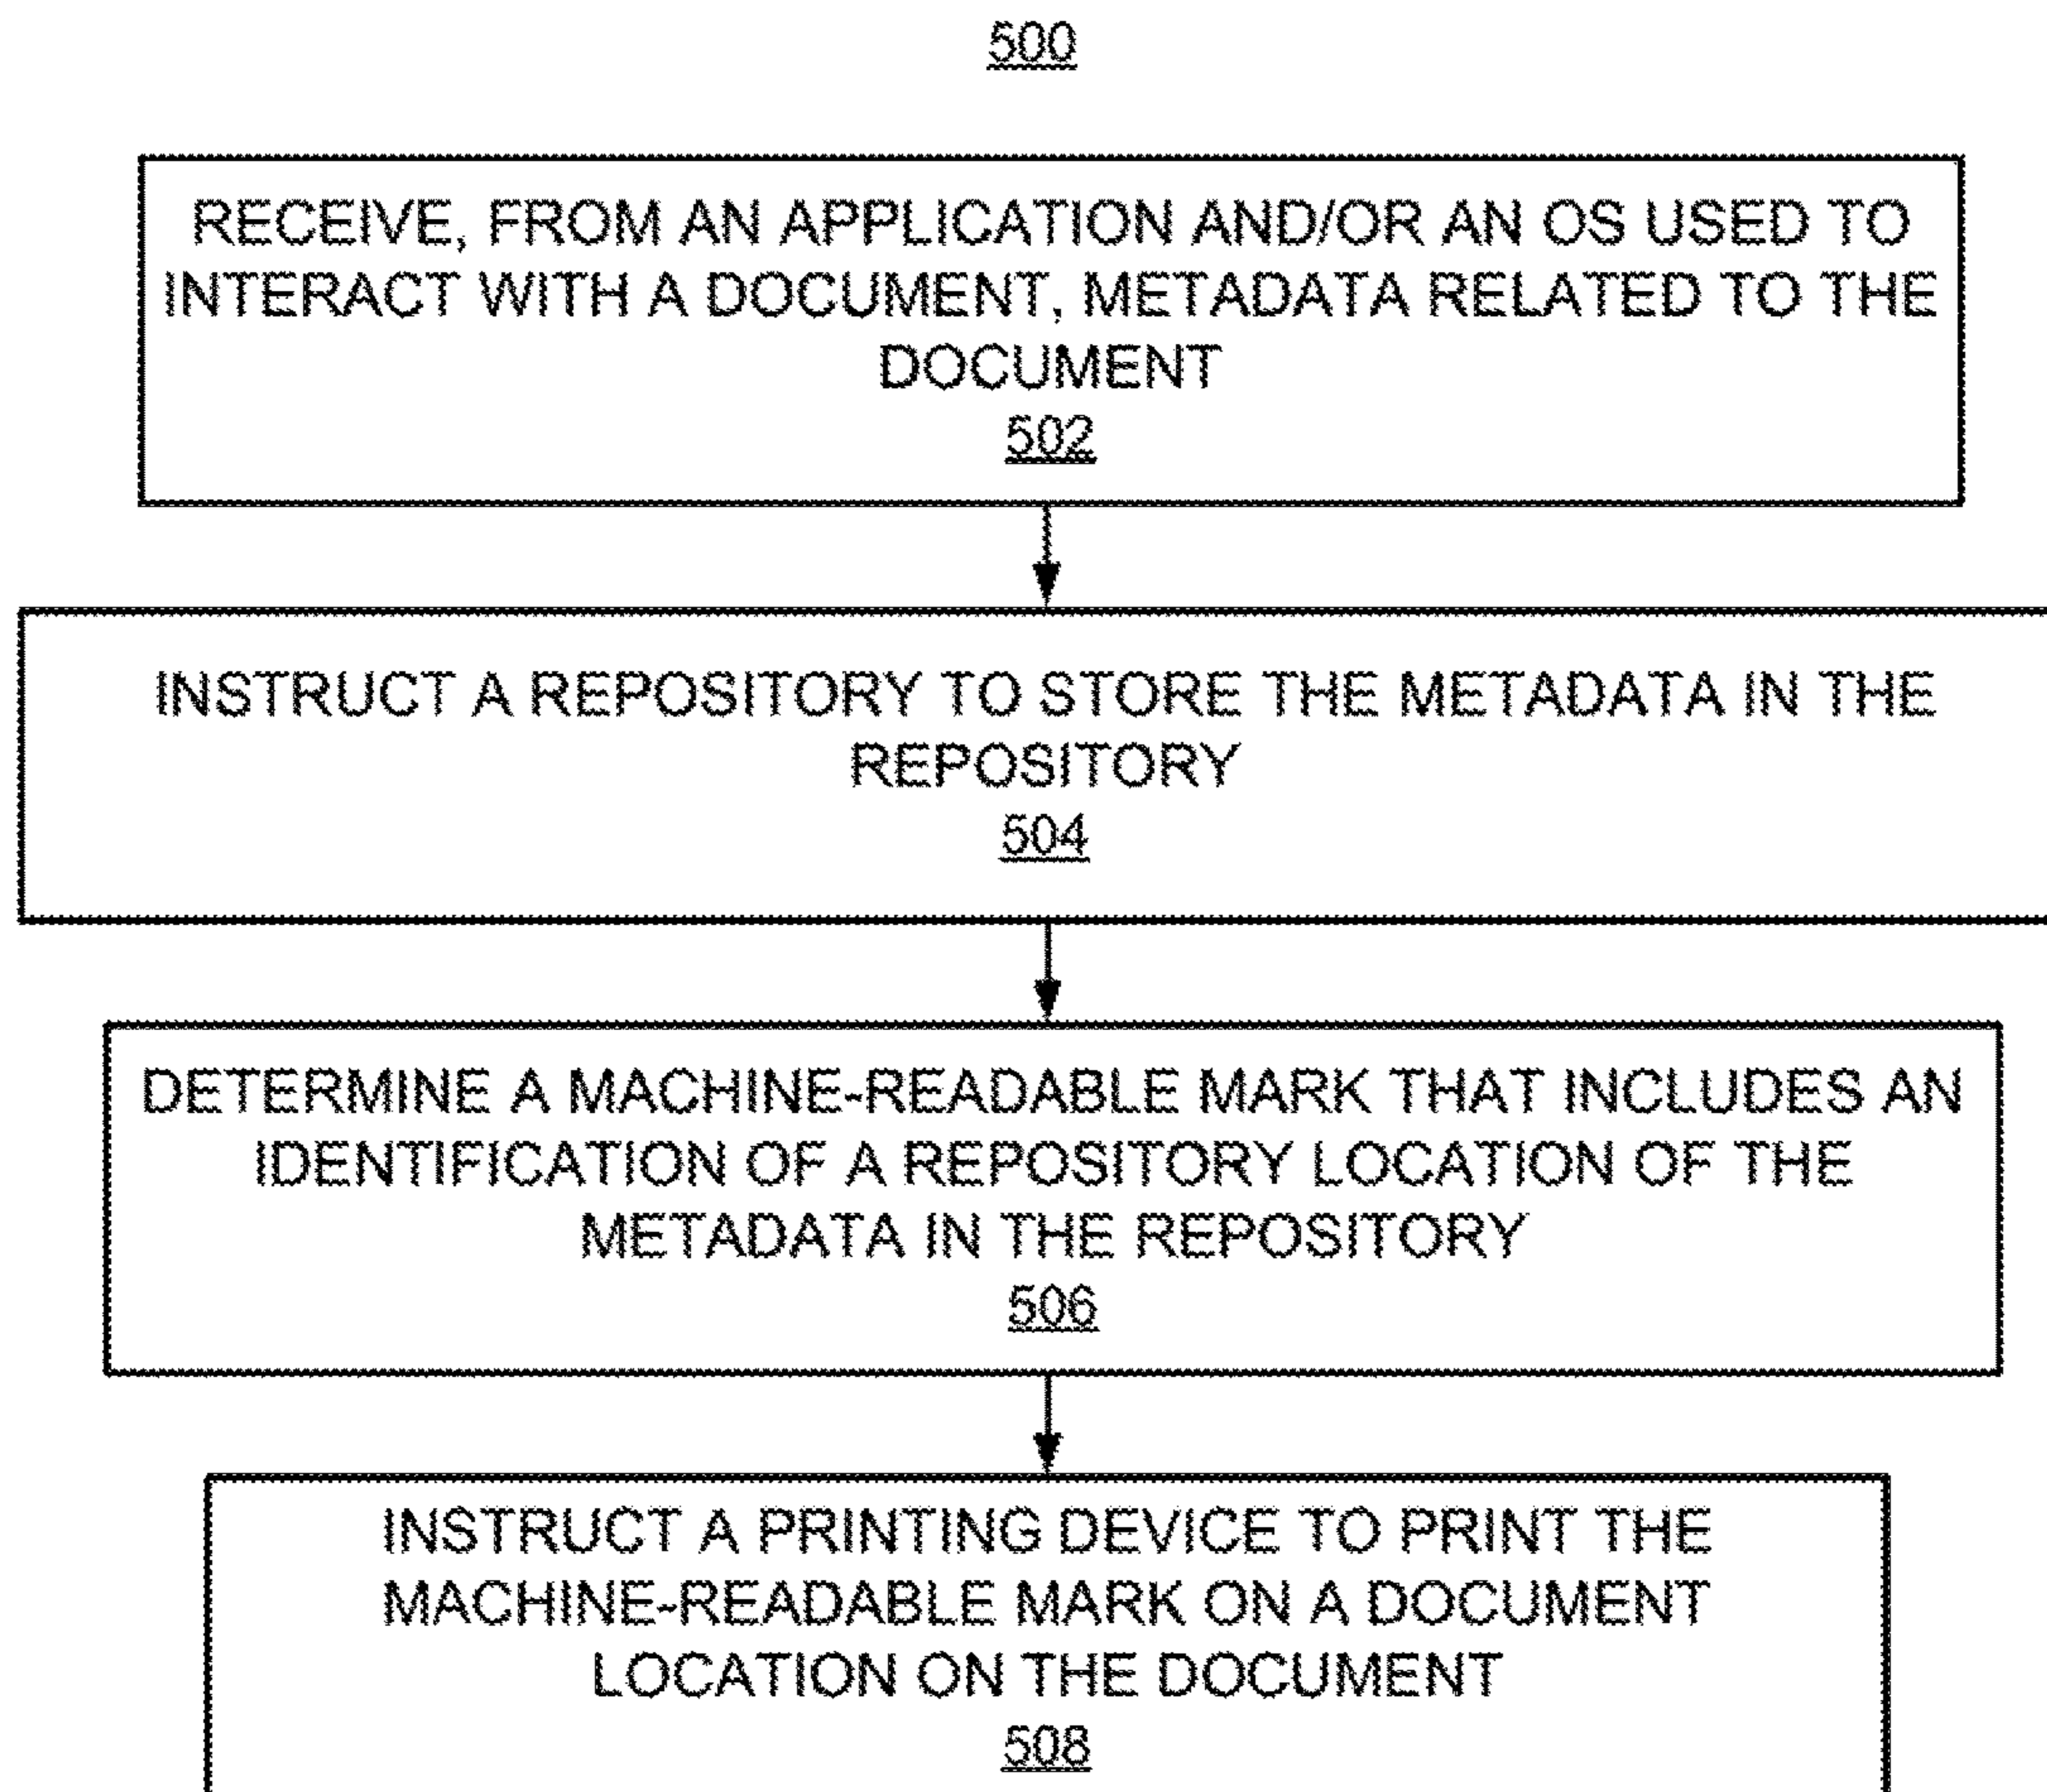 500
RECEIVE, FROM AN APPLICATION AND/OR AN OS USED TO
INTERACT WITH A DOCUMENT, METADATA RELATED TO THE
DOCUMENT
502
INSTRUCT A REPOSITORY TO STORE THE METADATA IN THE
REPOSITORY
504
DETERMINE A MACHINE-READABLE MARK THAT INCLUDES AN
IDENTIFICATION OF A REPOSITORY LOCATION OF THE
METADATA IN THE REPOSITORY
506
INSTRUCT A PRINTING DEVICE TO PRINT THE
MACHINE-READABLE MARK ON A DOCUMENT
LOCATION ON THE DOCUMENT
508